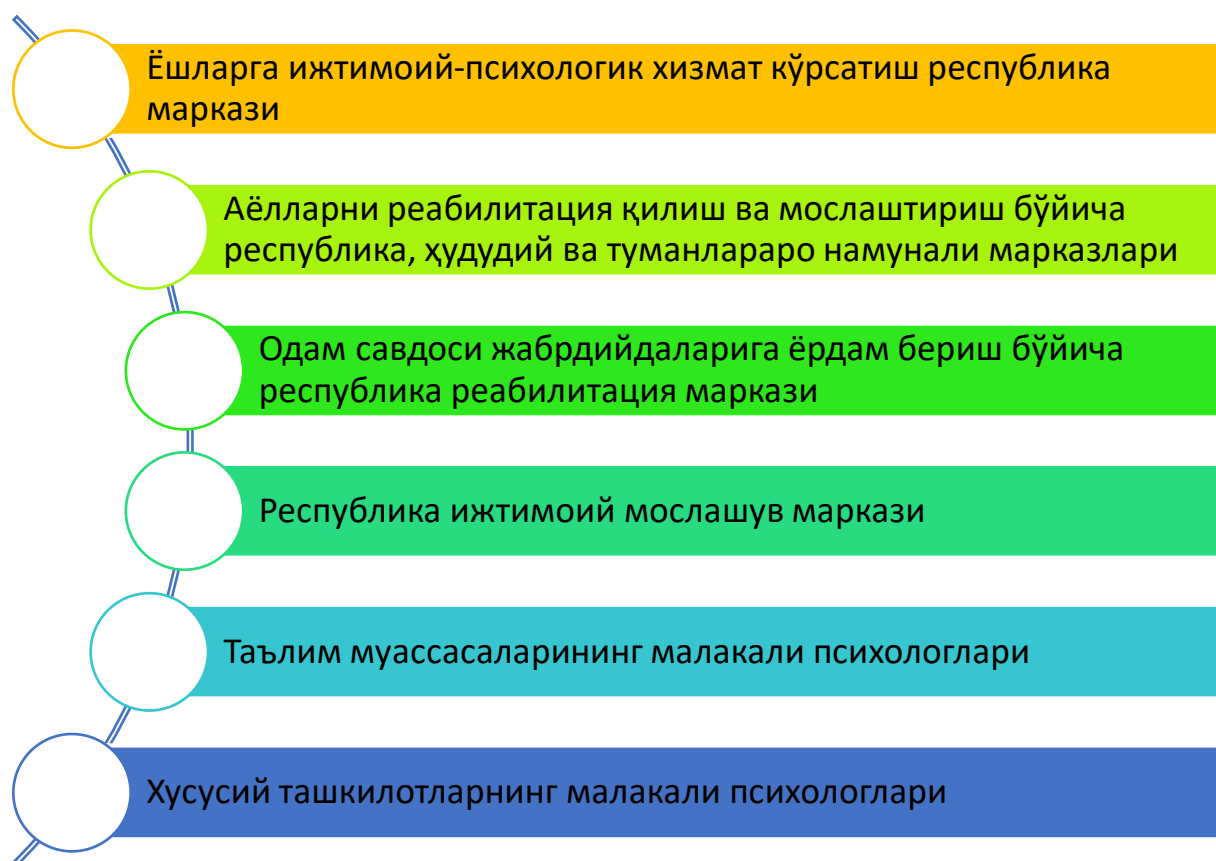 Ёшларга ижтимоий-психологик хизмат кўрсатиш республика
маркази
Аёлларни реабилитация қилиш ва мослаштириш бўйича
республика, ҳудудий ва туманлараро намунали марказлари
Одам савдоси жабрдийдаларига ёрдам бериш бўйича
республика реабилитация маркази
Республика ижтимоий мослашув маркази
Таълим муассасаларининг малакали психологлари
Хусусий ташкилотларнинг малакали психологлари